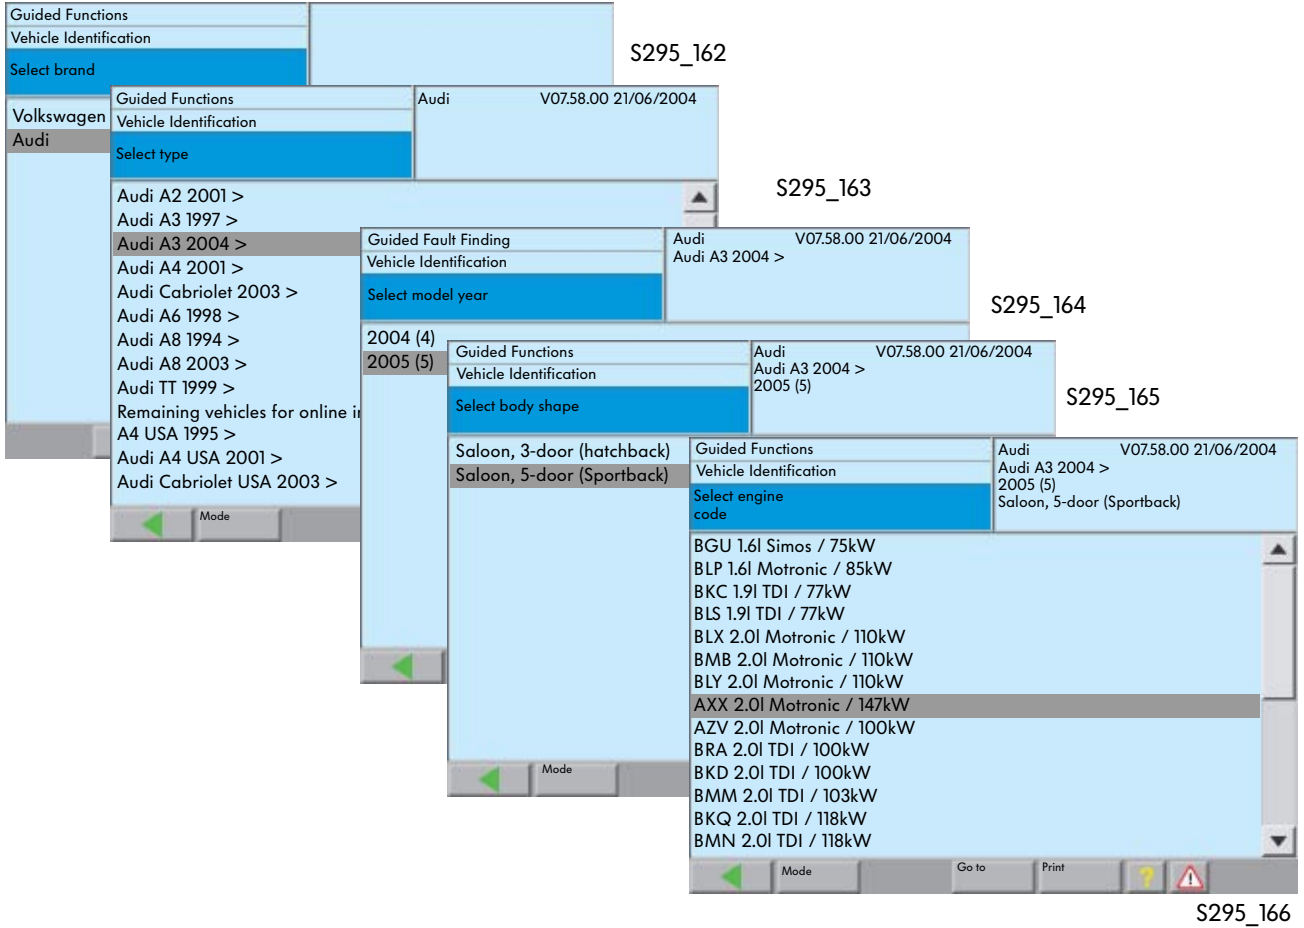 Guided Functions
Vehicle Identification
Select brand
Volkswagen
Audi
S295_162
Guided Functions
Vehicle Identification
Select type
Audi V07.58.00 21/06/2004
Audi A2 2001 >
Audi A3 1997 >
Audi A3 2004 >
Audi A4 2001 >
Audi Cabriolet 2003 >
Audi A6 1998 >
Audi A8 1994 >
Audi A8 2003 >
Audi TT 1999 >
Remaining vehicles for online
A4 USA 1995 >
Audi A4 USA 2001 >
Audi Cabriolet USA 2003 >
Mode
S295_163
Guided Fault Finding
Vehicle Identification
Select model year
Audi V07.58.00 21/06/2004
Audi A3 2004 >
2004 (4)
2005 (5)
S295_164
Guided Functions
Vehicle Identification
Select body shape
Audi V07.58.00 21/06/2004
Audi A3 2004 >
2005 (5)
Saloon, 3-door (hatchback)
Saloon, 5-door (Sportback)
Mode
S295_165
Guided Functions
Vehicle Identification
Select engine
code
Audi V07.58.00 21/06/2004
Audi A3 2004 >
2005 (5)
Saloon, 5-door (Sportback)
BGU 1.6l Simos / 75kW
BLP 1.6l Motronic / 85kW
BKC 1.9l TDI / 77kW
BLS 1.9l TDI / 77kW
BLX 2.0l Motronic / 110kW
BMB 2.0l Motronic / 110kW
BLY 2.0l Motronic / 110kW
AXX 2.0l Motronic / 147kW
AZV 2.0l Motronic / 100kW
BRA 2.0l TDI / 100kW
BKD 2.0l TDI / 100kW
BMM 2.0l TDI / 103kW
BKQ 2.0l TDI / 118kW
BMN 2.0l TDI / 118kW
Mode Go to Print ?
S295_166